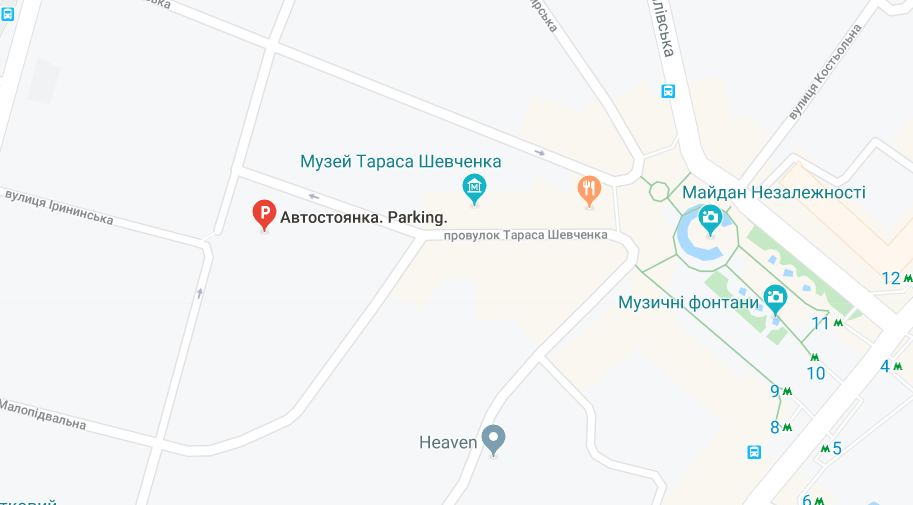 вулиця Костьольна
Музей Тараса Шевченка
Майдан Незалежності
вулиця Ірининська
P
Автостоянка. Parking.
провулок Тараса Шевченка
12
Музичні фонтани
11
10
4
9
Малопідвальна
8
Heaven
5
6